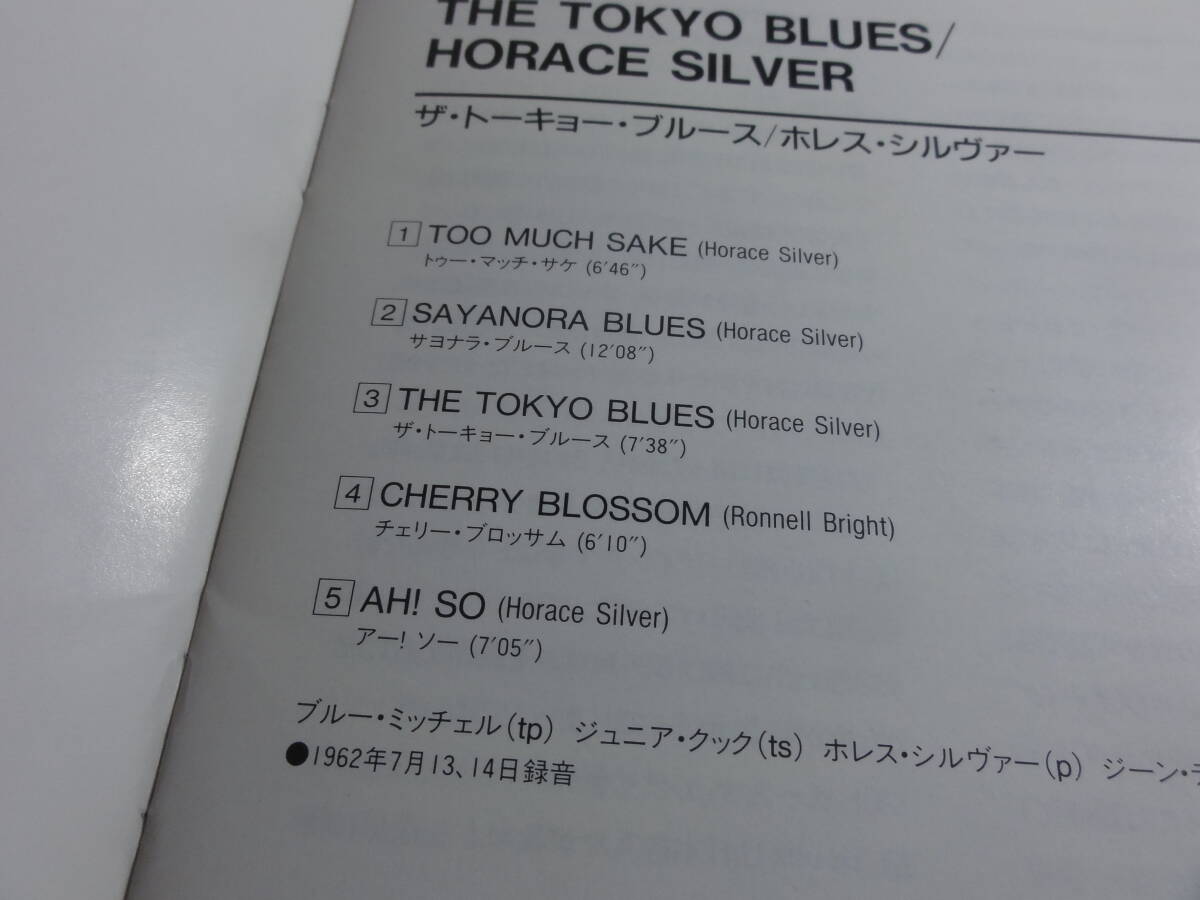 THE TOKYO BLUES/
HORACE SILVER
ザ・トーキョー・ブルース/ホレス・シルヴァー
1 TOO MUCH SAKE (Horace Silver)
トゥー・マッチ・サケ (6′46″)
2 SAYANORA BLUES (Horace Silver)
サヨナラ・ブルース (12′08″)
3 THE TOKYO BLUES (Horace Silver)
ザ・トーキョー・ブルース (7′38″)
4 CHERRY BLOSSOM (Ronnell Bright)
チェリー・ブロッサム (6′10″)
5 AH! SO (Horace Silver)
アー! ソー (7′05″)
ブルー・ミッチェル(tp) ジュニア・クック(ts) ホレス・シルヴァー(p) ジーン・
●1962年7月13、14日録音